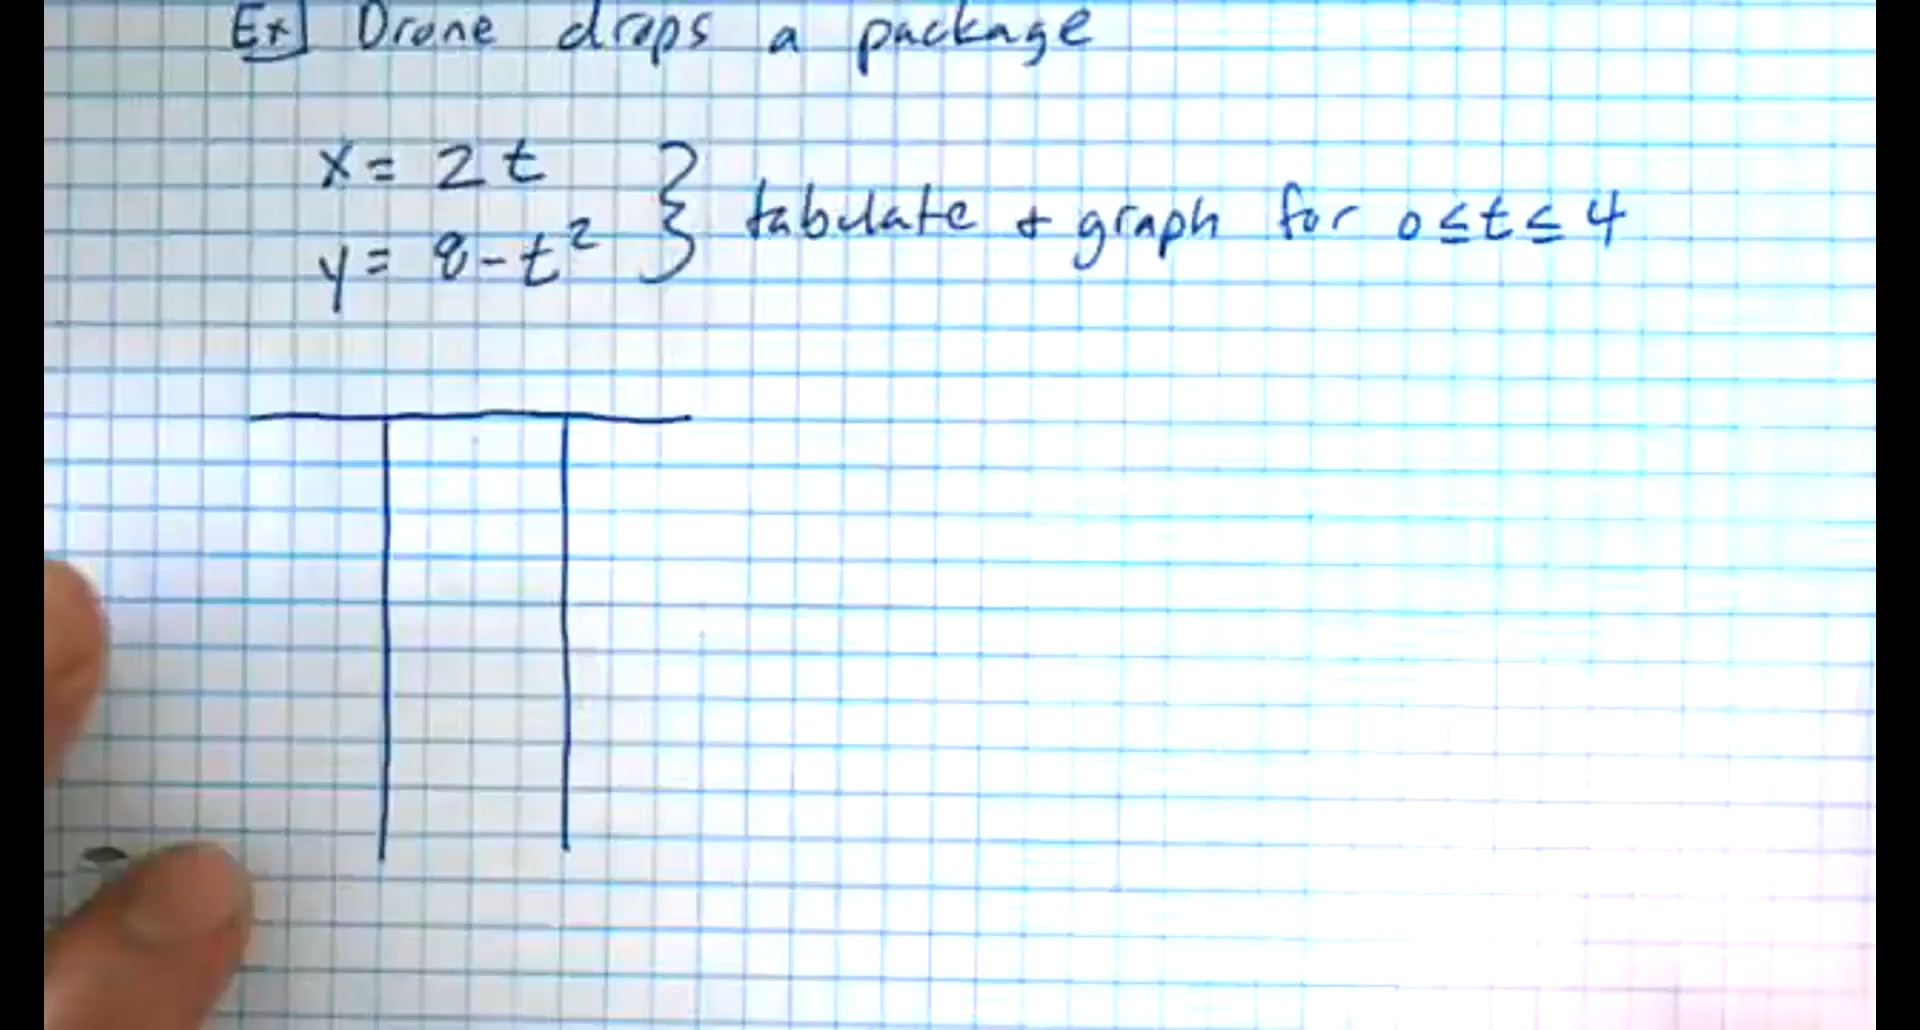 Ex] Drone drops a package
x = 2t
y = 8 - t² } tabulate + graph for 0 ≤ t ≤ 4